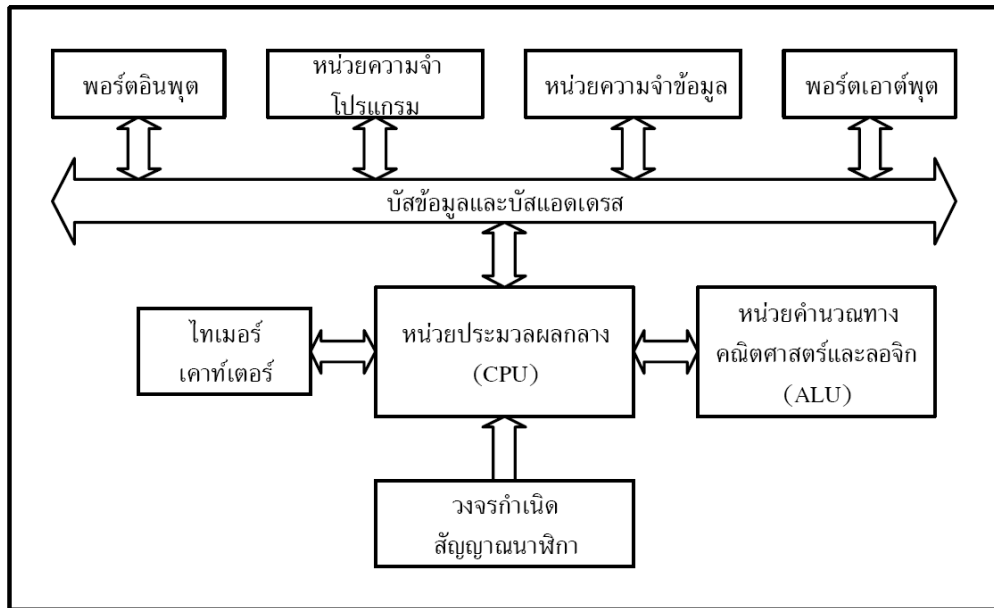 พอร์ตอินพุต
หน่วยความจำ
โปรแกรม
หน่วยความจำข้อมูล
พอร์ตเอาต์พุต
บัสข้อมูลและบัสแอดเดรส
ไทเมอร์
เคาท์เตอร์
หน่วยประมวลผลกลาง
(CPU)
หน่วยคำนวณทาง
คณิตศาสตร์และลอจิก
(ALU)
วงจรกำเนิด
สัญญาณนาฬิกา